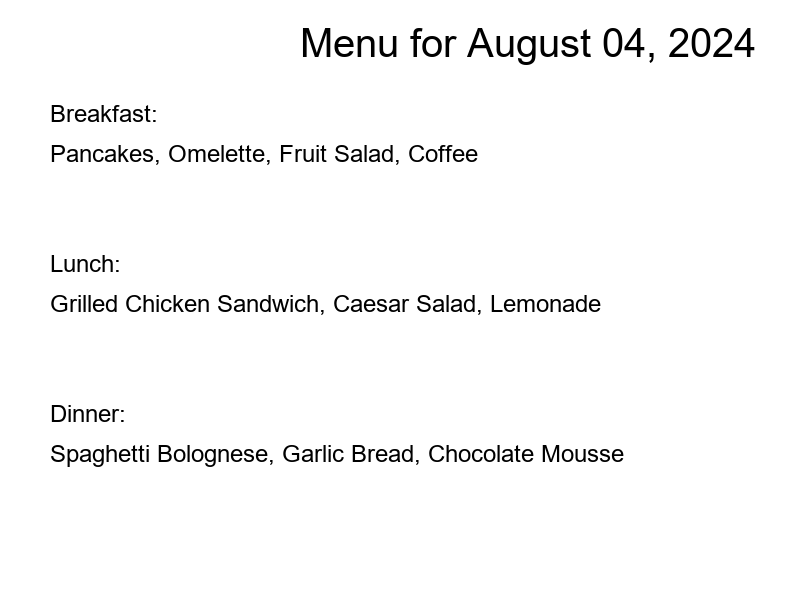 Menu for August 04, 2024
Breakfast:
Pancakes, Omelette, Fruit Salad, Coffee
Lunch:
Grilled Chicken Sandwich, Caesar Salad, Lemonade
Dinner:
Spaghetti Bolognese, Garlic Bread, Chocolate Mousse